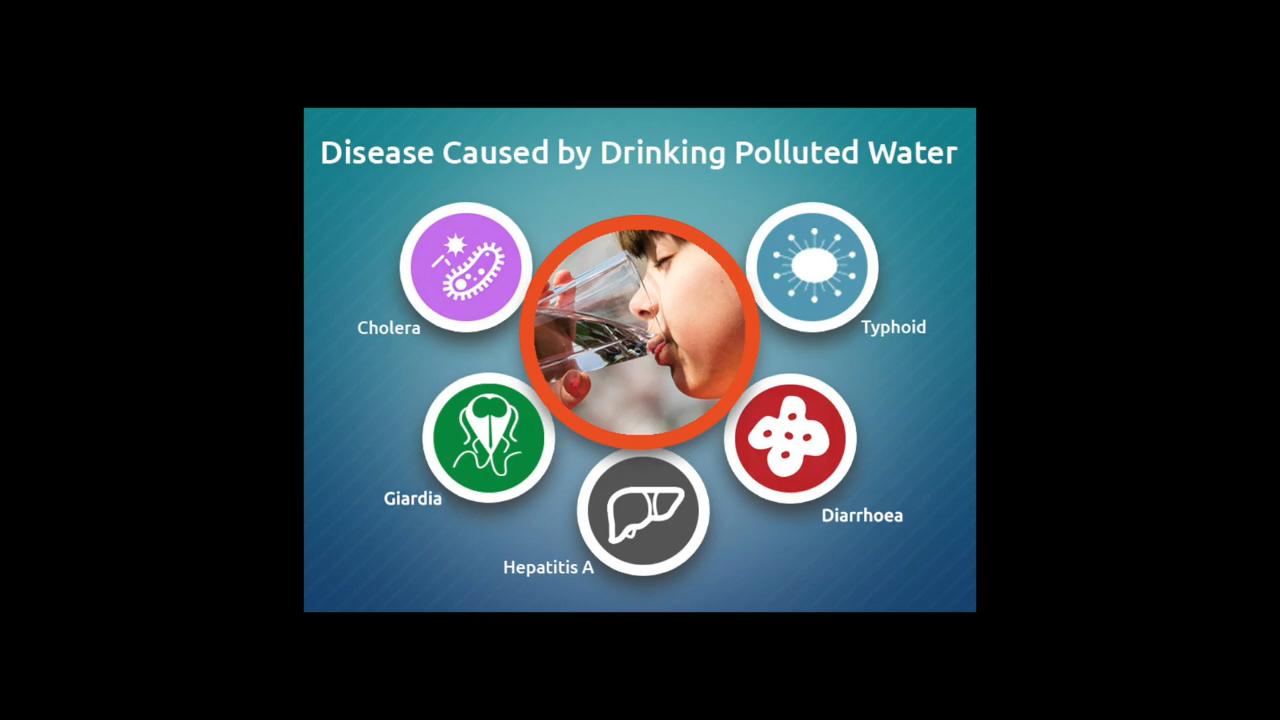 Disease Caused by Drinking Polluted Water
Cholera
Typhoid
Giardia
Diarrhoea
Hepatitis A